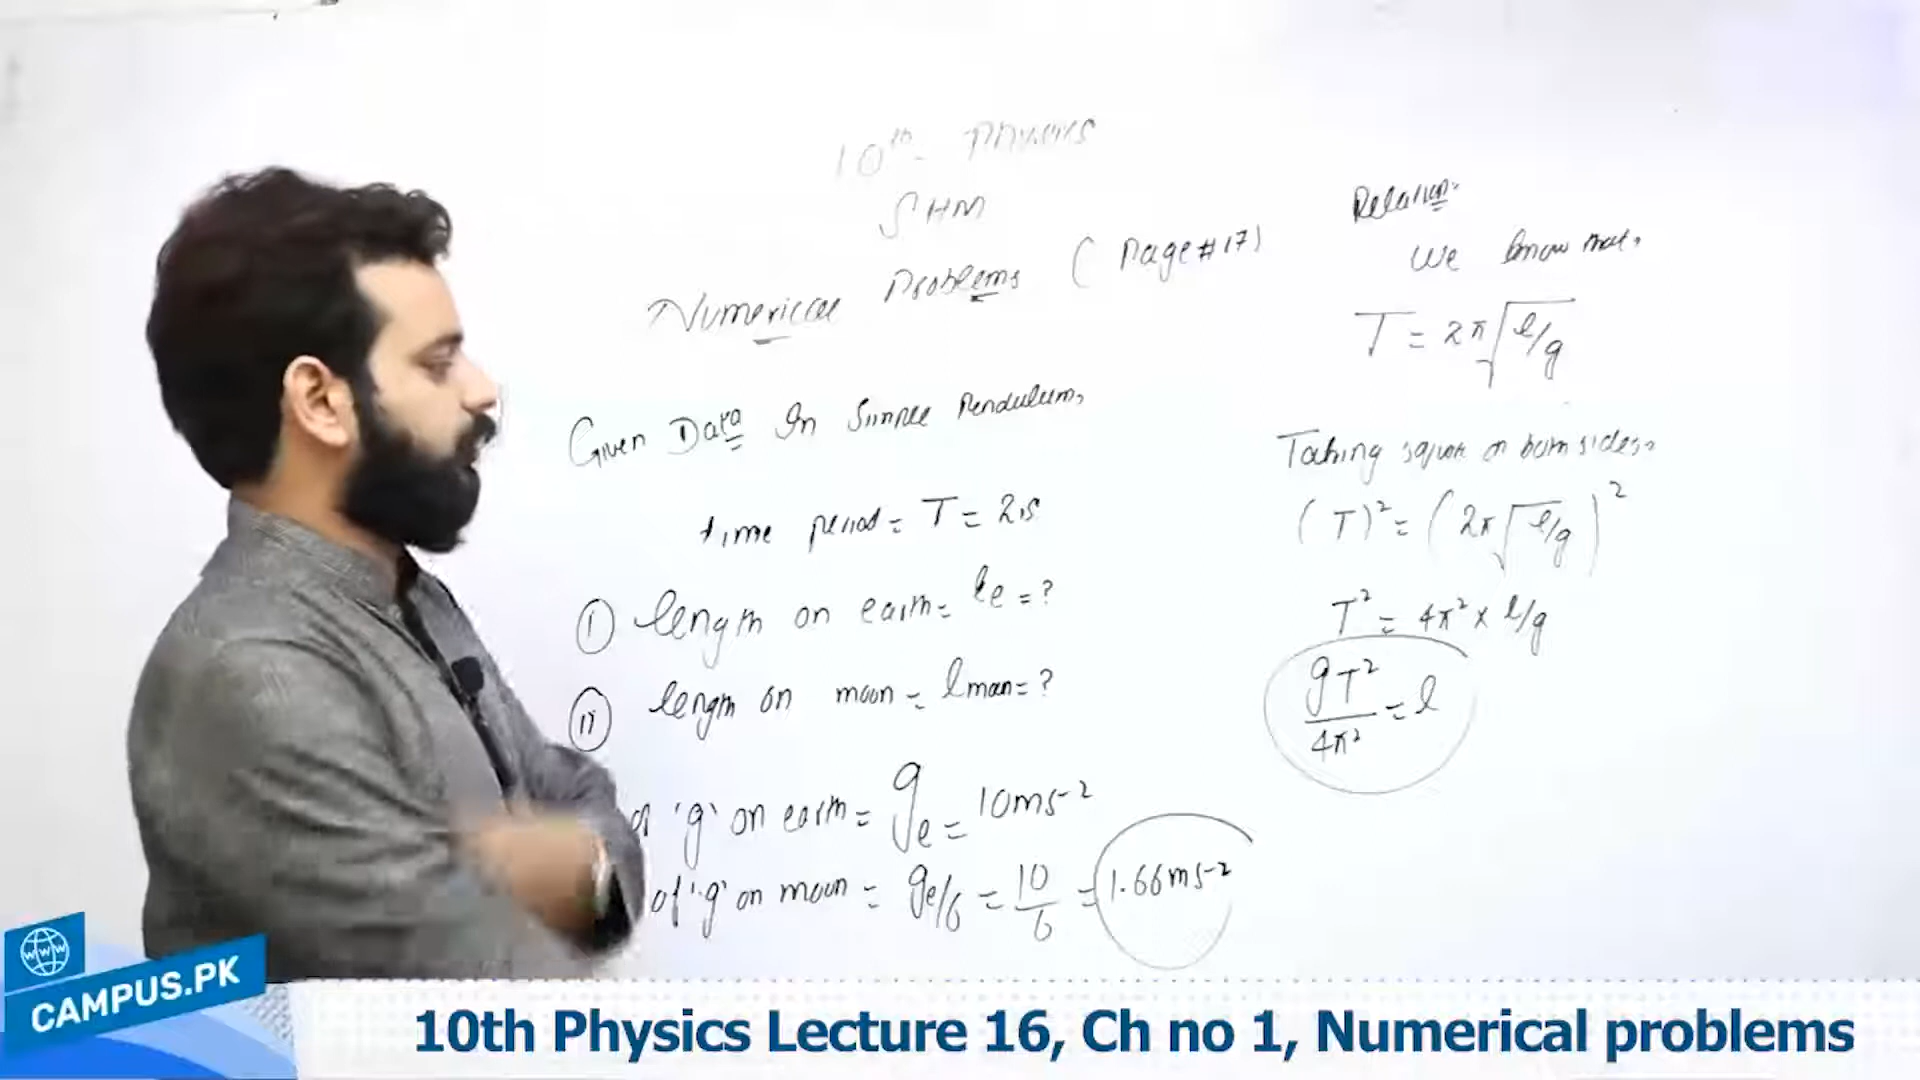 10th Physics
SHM
Numerical Problems (Page #17)
Given Data In Simple Pendulum,
time period = T = 2s
(i) length on earth = le = ?
(ii) length on moon = lmoon = ?
of 'g' on earth = ge = 10ms-2
of 'g' on moon = ge/6 = 10/6 = 1.66ms-2
Relation:
We know that,
T = 2π√l/g
Taking square on both sides,
(T)² = (2π√l/g)²
T² = 4π² x l/g
gT²/4π² = l
www
CAMPUS.PK
10th Physics Lecture 16, Ch no 1, Numerical problems